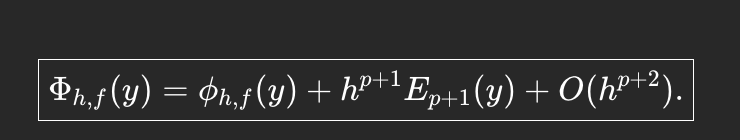 Φ_{h,f}(y) = ϕ_{h,f}(y) + h^{p+1}E_{p+1}(y) + O(h^{p+2}).